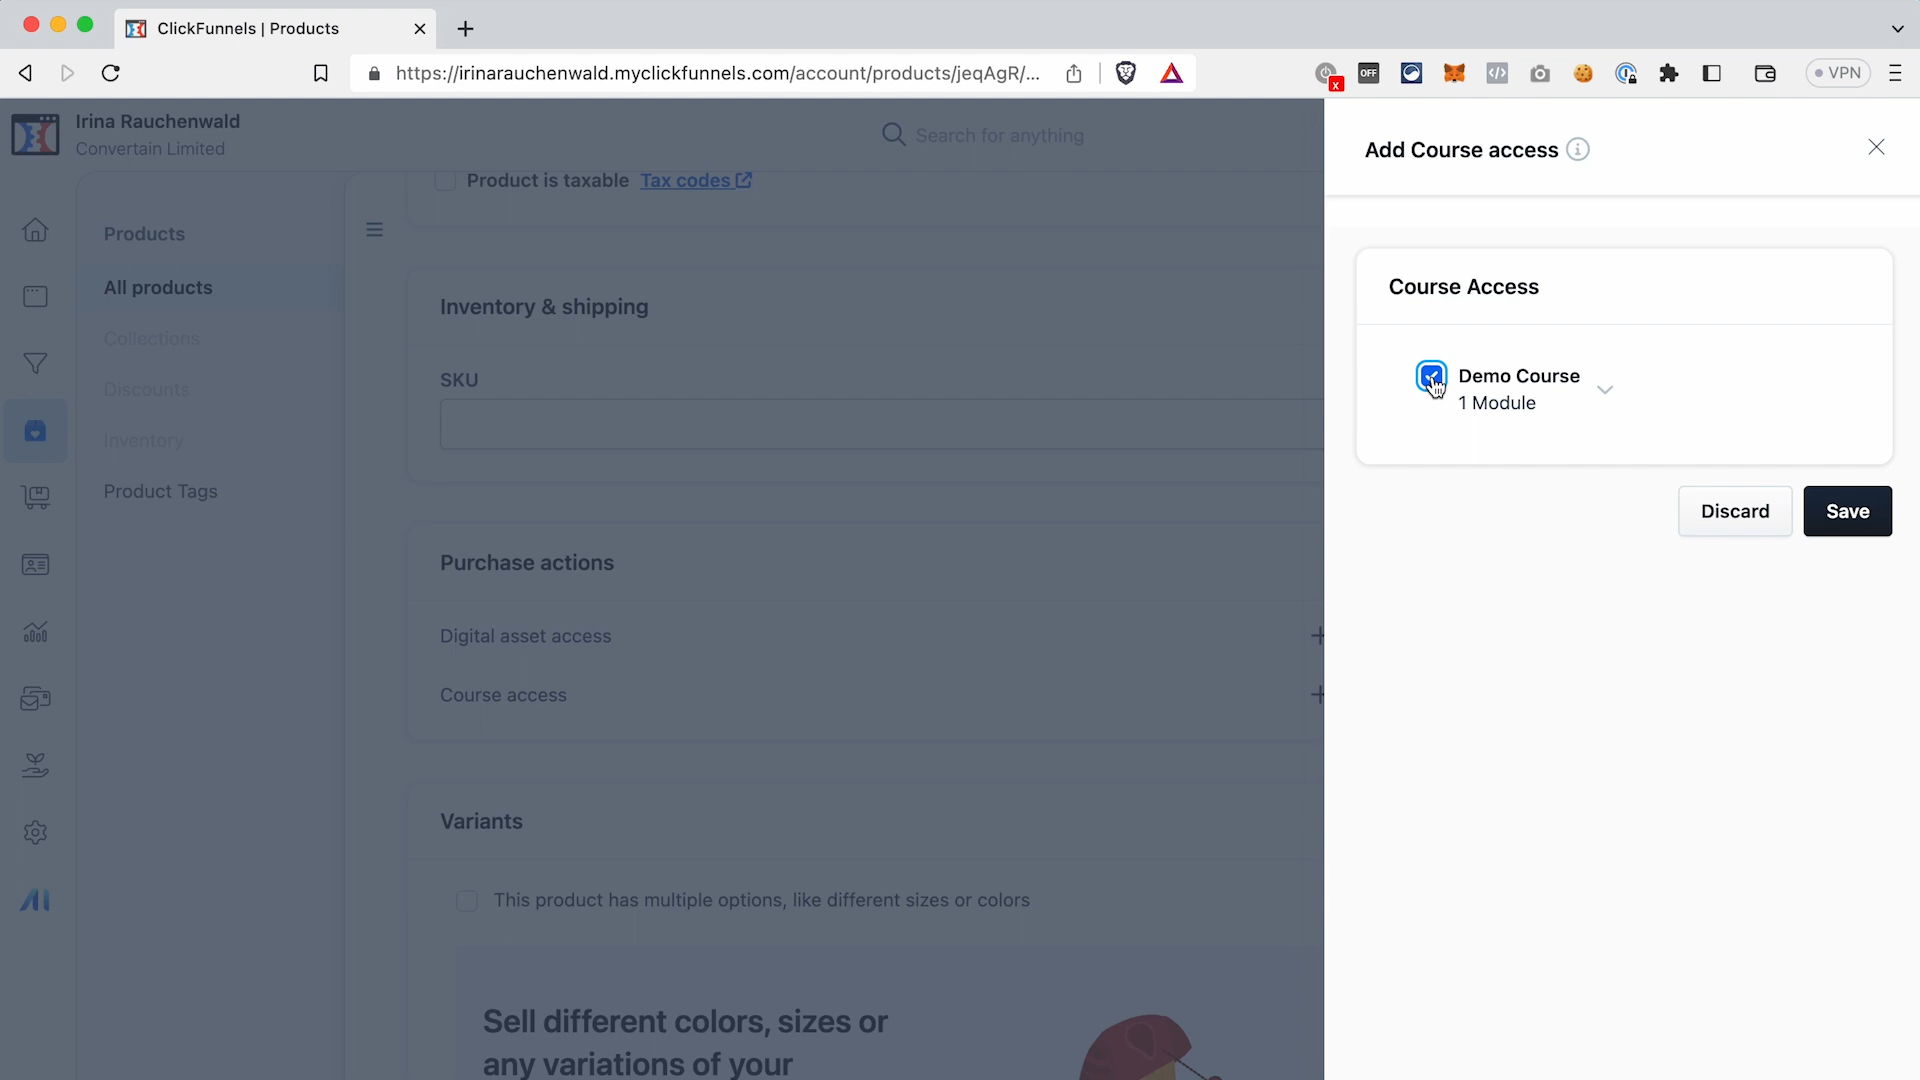 ClickFunnels | Products
https://irinarauchenwald.myclickfunnels.com/account/products/jeqAgR/...
OFF
x
VPN
Irina Rauchenwald
Convertain Limited
Search for anything
Products
All products
Collections
Discounts
Inventory
Product Tags
Product is taxable Tax codes
Inventory & shipping
SKU
Purchase actions
Digital asset access
Course access
Variants
This product has multiple options, like different sizes or colors
Sell different colors, sizes or
any variations of your
Add Course access
Course Access
Demo Course
1 Module
Discard
Save
AI